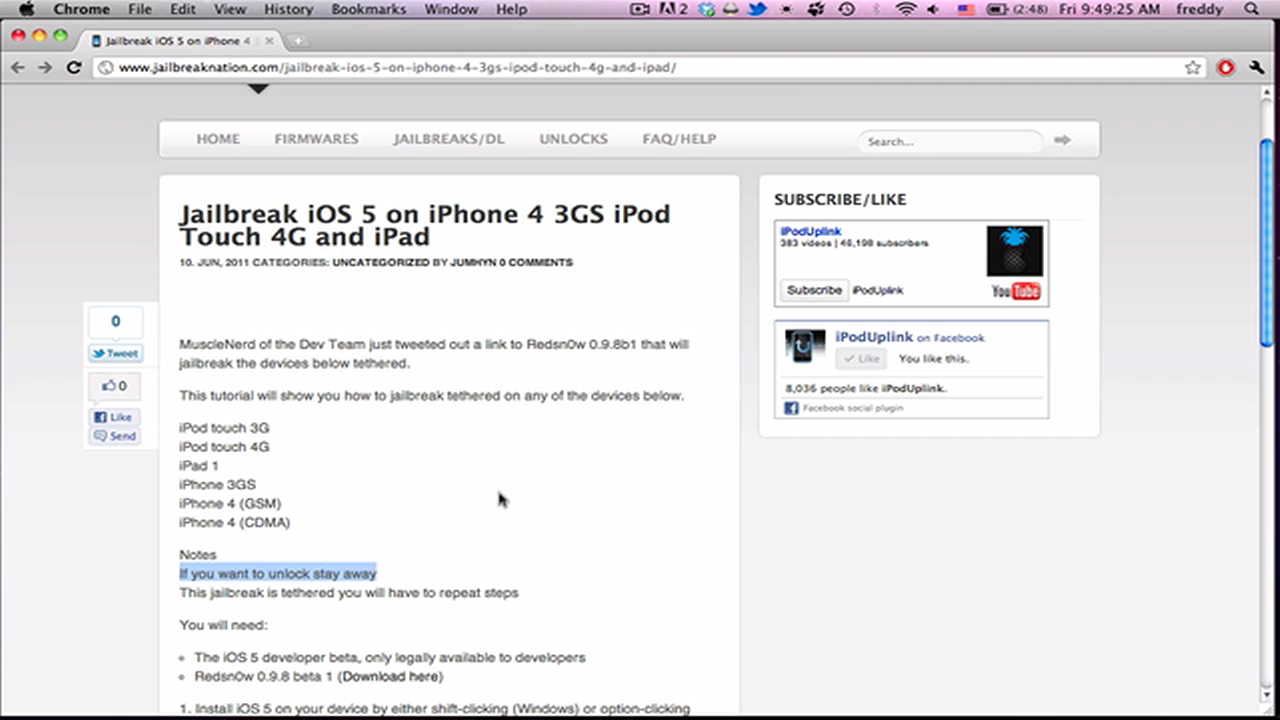 Chrome File Edit View History Bookmarks Window Help 2 (2:48) Fri 9:49:25 AM freddy
Jailbreak iOS 5 on iPhone 4
www.jailbreaknation.com/jailbreak-ios-5-on-iphone-4-3gs-ipod-touch-4g-and-ipad/
HOME FIRMWARES JAILBREAKS/DL UNLOCKS FAQ/HELP Search...
Jailbreak iOS 5 on iPhone 4 3GS iPod
Touch 4G and iPad
10. JUN, 2011 CATEGORIES: UNCATEGORIZED BY JUMHYN 0 COMMENTS
0
Tweet
0
Like
Send
MuscleNerd of the Dev Team just tweeted out a link to Redsn0w 0.9.8b1 that will
jailbreak the devices below tethered.
This tutorial will show you how to jailbreak tethered on any of the devices below.
iPod touch 3G
iPod touch 4G
iPad 1
iPhone 3GS
iPhone 4 (GSM)
iPhone 4 (CDMA)
Notes
If you want to unlock stay away
This jailbreak is tethered you will have to repeat steps
You will need:
The iOS 5 developer beta, only legally available to developers
Redsn0w 0.9.8 beta 1 (Download here)
1. Install iOS 5 on your device by either shift-clicking (Windows) or option-clicking
SUBSCRIBE/LIKE
iPodUplink
383 videos | 46,198 subscribers
Subscribe iPodUplink
YouTube
iPodUplink on Facebook
Like You like this.
8,036 people like iPodUplink.
Facebook social plugin